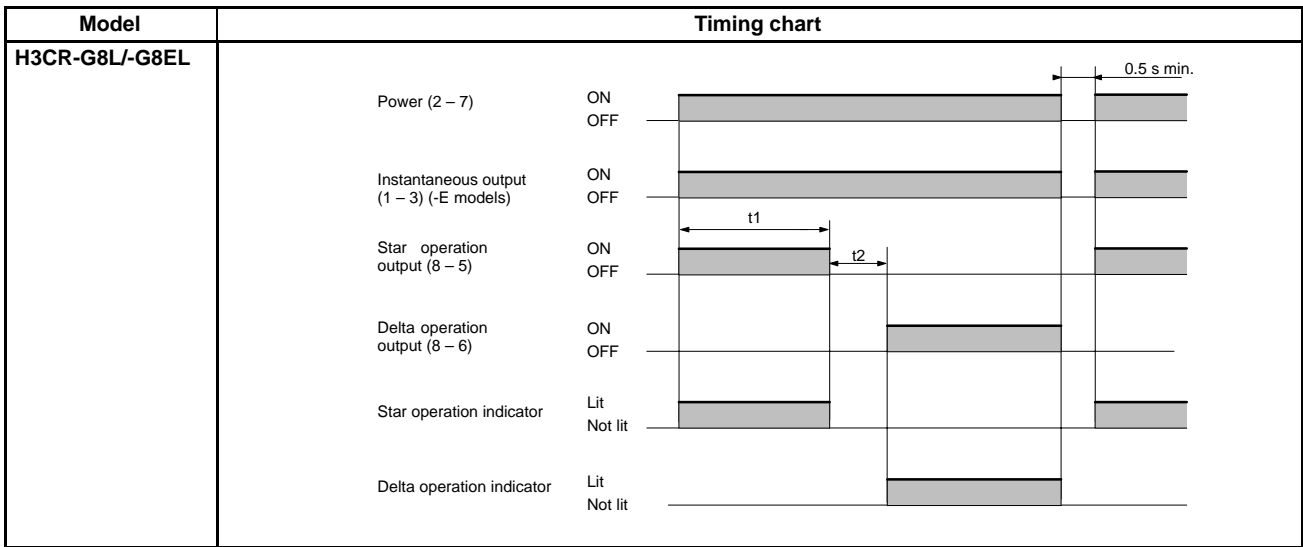 Model Timing chart
H3CR-G8L/-G8EL
0.5 s min.
Power (2 – 7) ON
OFF
Instantaneous output ON
(1 – 3) (-E models) OFF
t1
Star operation ON
output (8 – 5) OFF
t2
Delta operation ON
output (8 – 6) OFF
Star operation indicator Lit
Not lit
Delta operation indicator Lit
Not lit